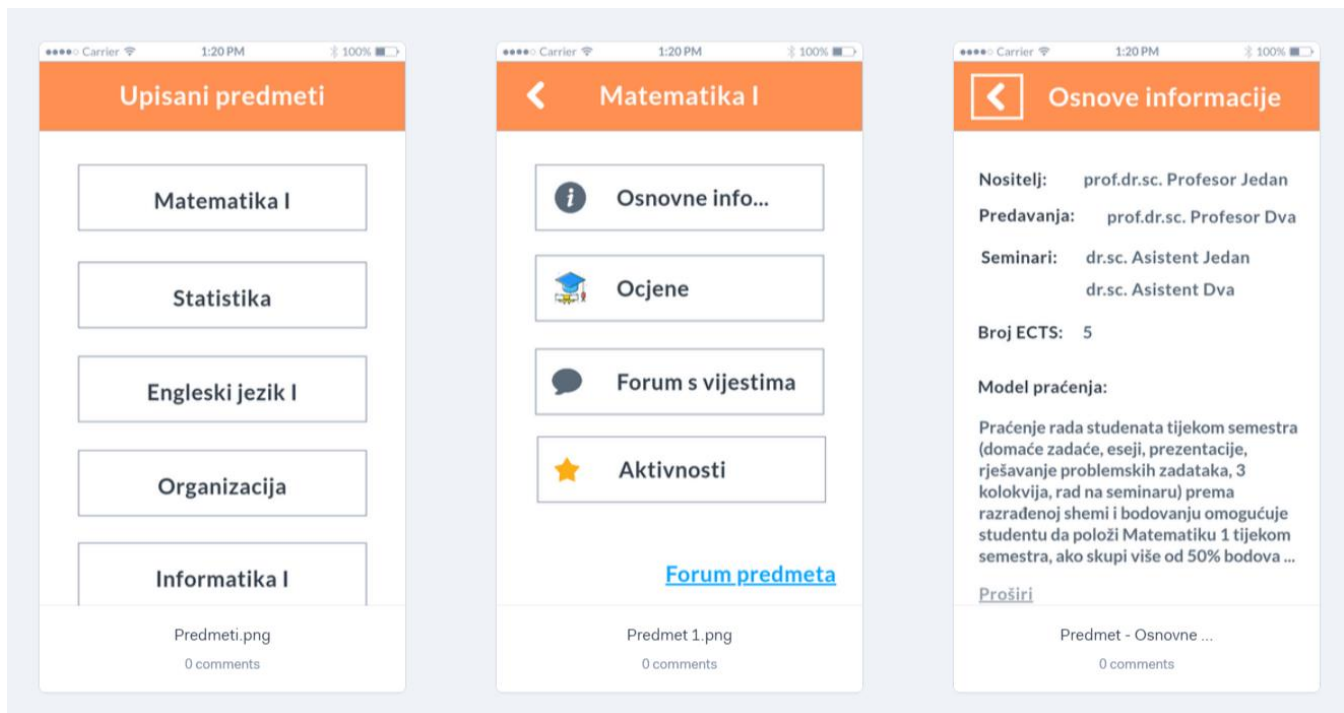 Carrier 1:20 PM 100%
Upisani predmeti
Matematika I
Statistika
Engleski jezik I
Organizacija
Informatika I
Predmeti.png
0 comments
Carrier 1:20 PM 100%
Matematika I
Osnovne info...
Ocjene
Forum s vijestima
Aktivnosti
Forum predmeta
Predmet 1.png
0 comments
Carrier 1:20 PM 100%
Osnove informacije
Nositelj: prof.dr.sc. Profesor Jedan
Predavanja: prof.dr.sc. Profesor Dva
Seminari: dr.sc. Asistent Jedan
dr.sc. Asistent Dva
Broj ECTS: 5
Model praćenja:
Praćenje rada studenata tijekom semestra
(domaće zadaće, eseji, prezentacije,
rješavanje problemskih zadataka, 3
kolokvija, rad na seminaru) prema
razrađenoj shemi i bodovanju omogućuje
studentu da položi Matematiku 1 tijekom
semestra, ako skupi više od 50% bodova ...
Proširi
Predmet - Osnovne ...
0 comments